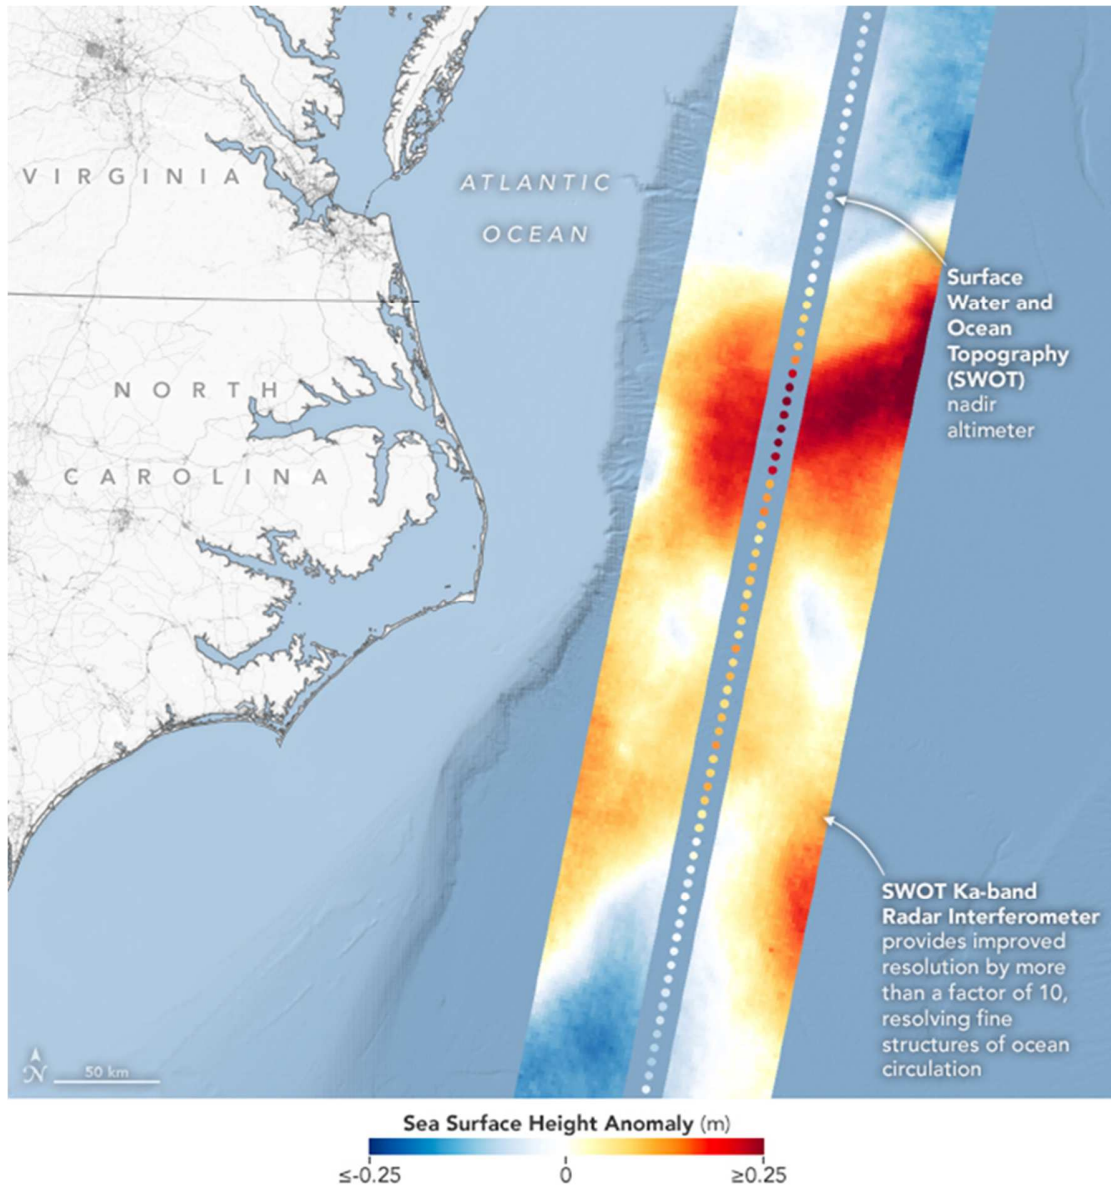 VIRGINIA
ATLANTIC
OCEAN
Surface
Water and
Ocean
Topography
(SWOT)
nadir
altimeter
NORTH
CAROLINA
SWOT Ka-band
Radar Interferometer
provides improved
resolution by more
than a factor of 10,
resolving fine
structures of ocean
circulation
N
50 km
Sea Surface Height Anomaly (m)
≤-0.25 0 ≥0.25